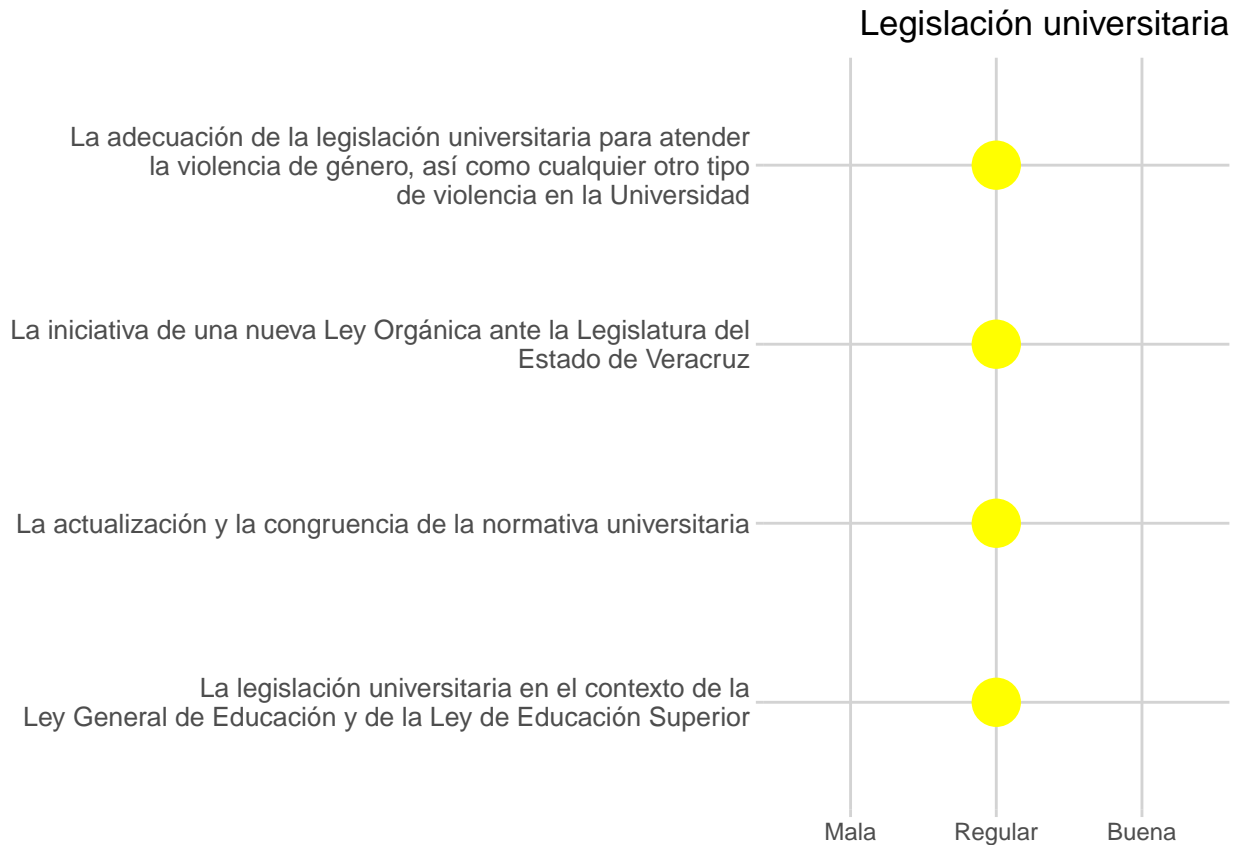 Legislación universitaria
La adecuación de la legislación universitaria para atender
la violencia de género, así como cualquier otro tipo
de violencia en la Universidad
La iniciativa de una nueva Ley Orgánica ante la Legislatura del
Estado de Veracruz
La actualización y la congruencia de la normativa universitaria
La legislación universitaria en el contexto de la
Ley General de Educación y de la Ley de Educación Superior
Mala Regular Buena